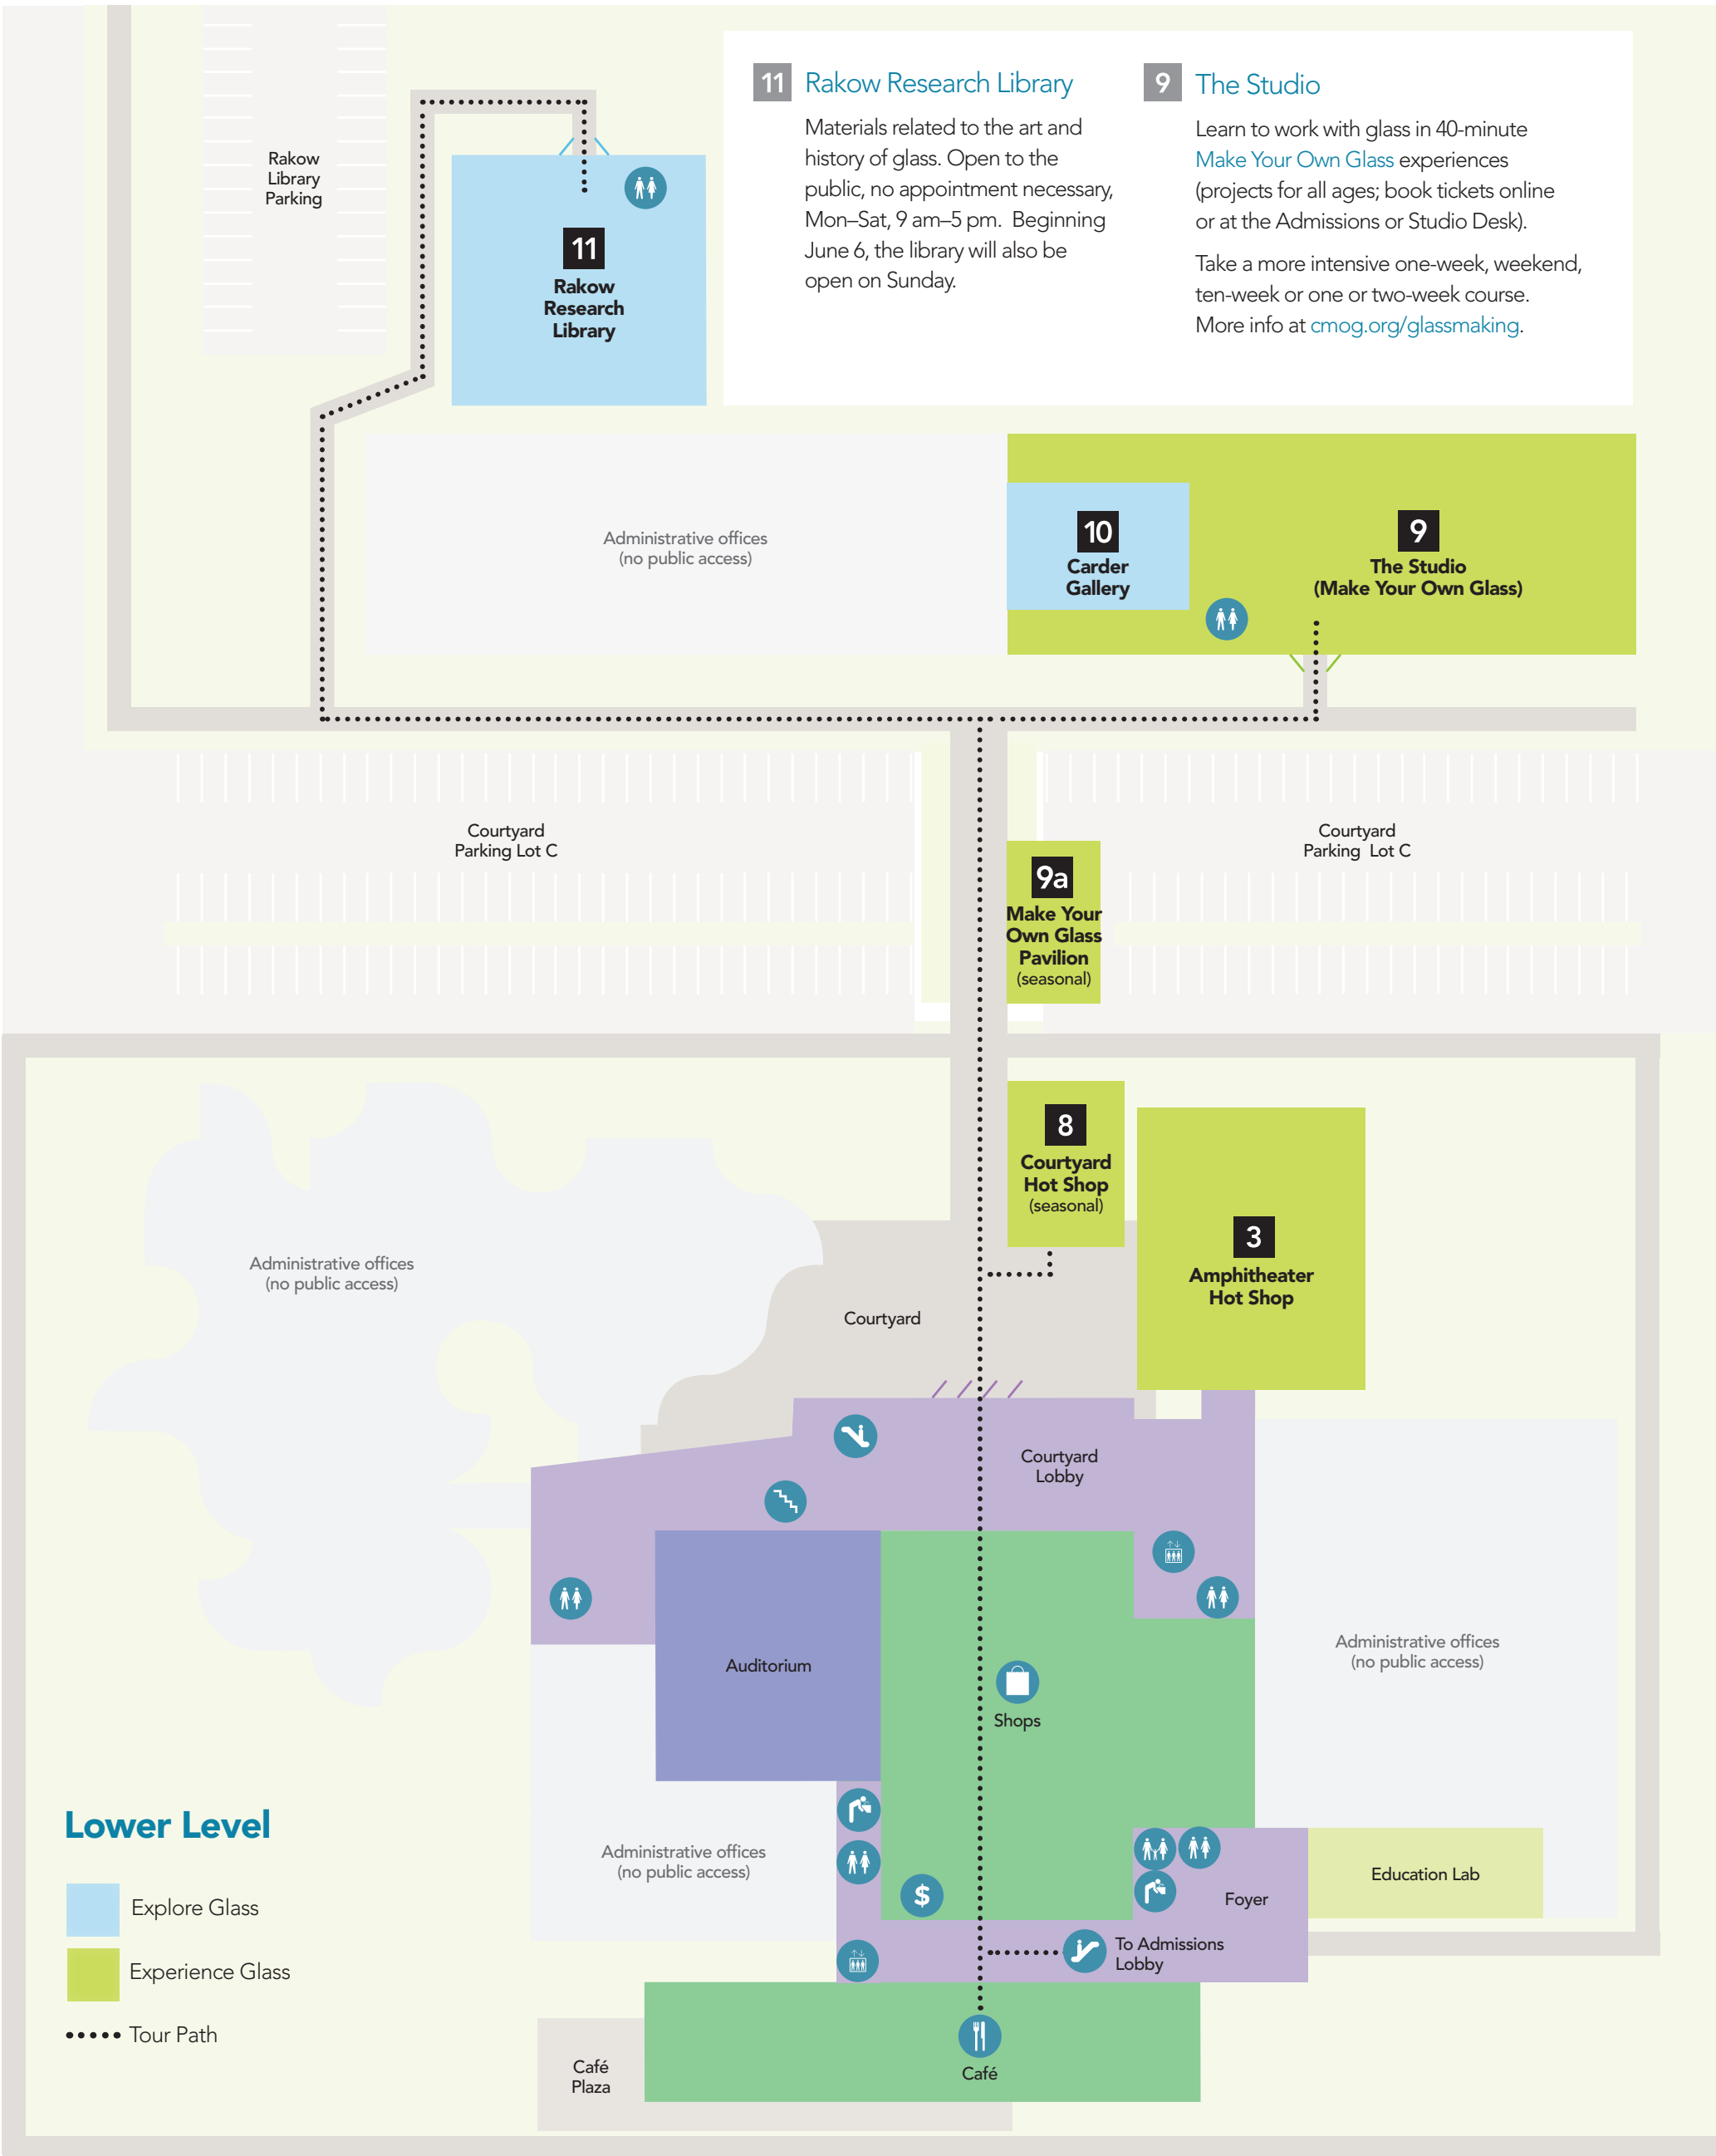 11 Rakow Research Library
Materials related to the art and
history of glass. Open to the
public, no appointment necessary,
Mon–Sat, 9 am–5 pm.  Beginning
June 6, the library will also be
open on Sunday.
9 The Studio
Learn to work with glass in 40-minute
Make Your Own Glass experiences
(projects for all ages; book tickets online
or at the Admissions or Studio Desk).
Take a more intensive one-week, weekend,
ten-week or one or two-week course.
More info at cmog.org/glassmaking.
Rakow
Library
Parking
11
Rakow
Research
Library
Administrative offices
(no public access)
10
Carder
Gallery
9
The Studio
(Make Your Own Glass)
Courtyard
Parking Lot C
Courtyard
Parking  Lot C
9a
Make Your
Own Glass
Pavilion
(seasonal)
8
Courtyard
Hot Shop
(seasonal)
3
Amphitheater
Hot Shop
Administrative offices
(no public access)
Courtyard
Courtyard
Lobby
Auditorium
Shops
Administrative offices
(no public access)
Administrative offices
(no public access)
$
Foyer
Education Lab
To Admissions
Lobby
Café
Café
Plaza
Lower Level
Explore Glass
Experience Glass
Tour Path